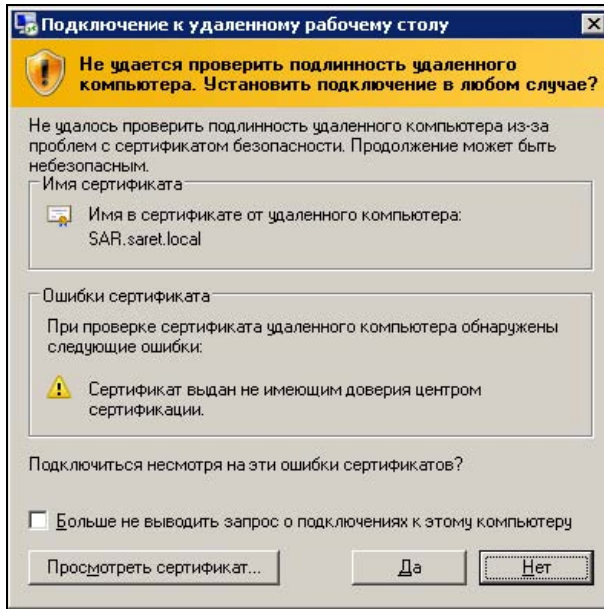 Подключение к удаленному рабочему столу
Не удается проверить подлинность удаленного
компьютера. Установить подключение в любом случае?
Не удалось проверить подлинность удаленного компьютера из-за
проблем с сертификатом безопасности. Продолжение может быть
небезопасным.
Имя сертификата
Имя в сертификате от удаленного компьютера:
SAR.saret.local
Ошибки сертификата
При проверке сертификата удаленного компьютера обнаружены
следующие ошибки:
Сертификат выдан не имеющим доверия центром
сертификации.
Подключиться несмотря на эти ошибки сертификатов?
Больше не выводить запрос о подключениях к этому компьютеру
Просмотреть сертификат... Да Нет